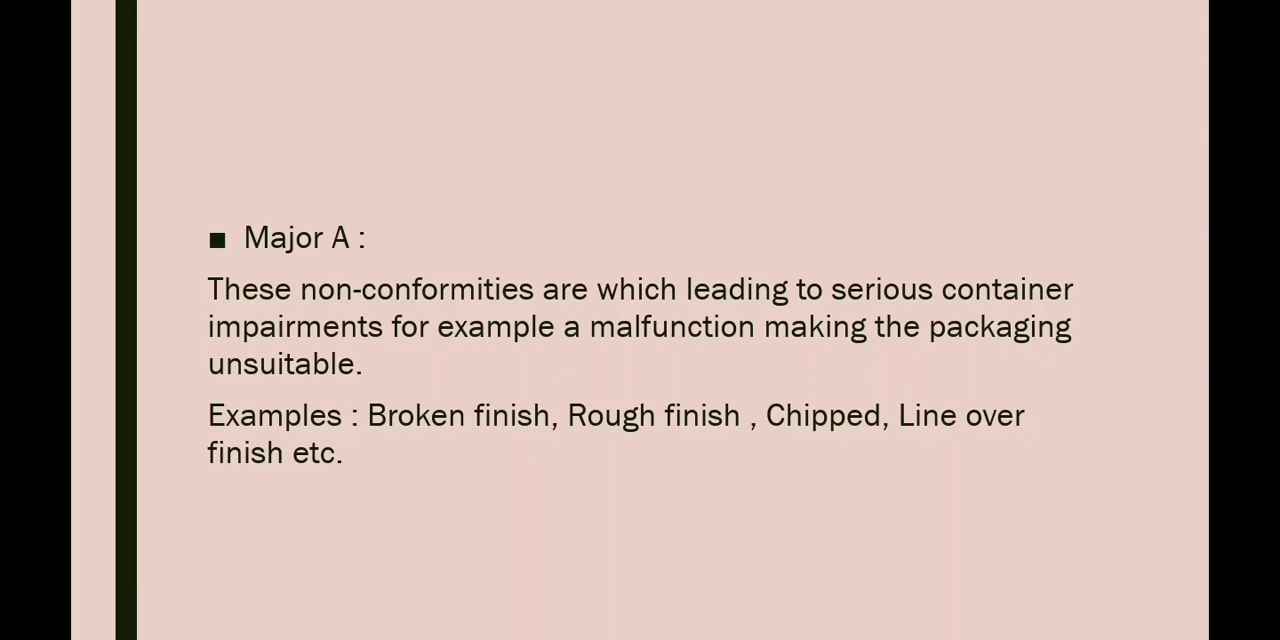 ■ Major A :
These non-conformities are which leading to serious container
impairments for example a malfunction making the packaging
unsuitable.
Examples : Broken finish, Rough finish , Chipped, Line over
finish etc.